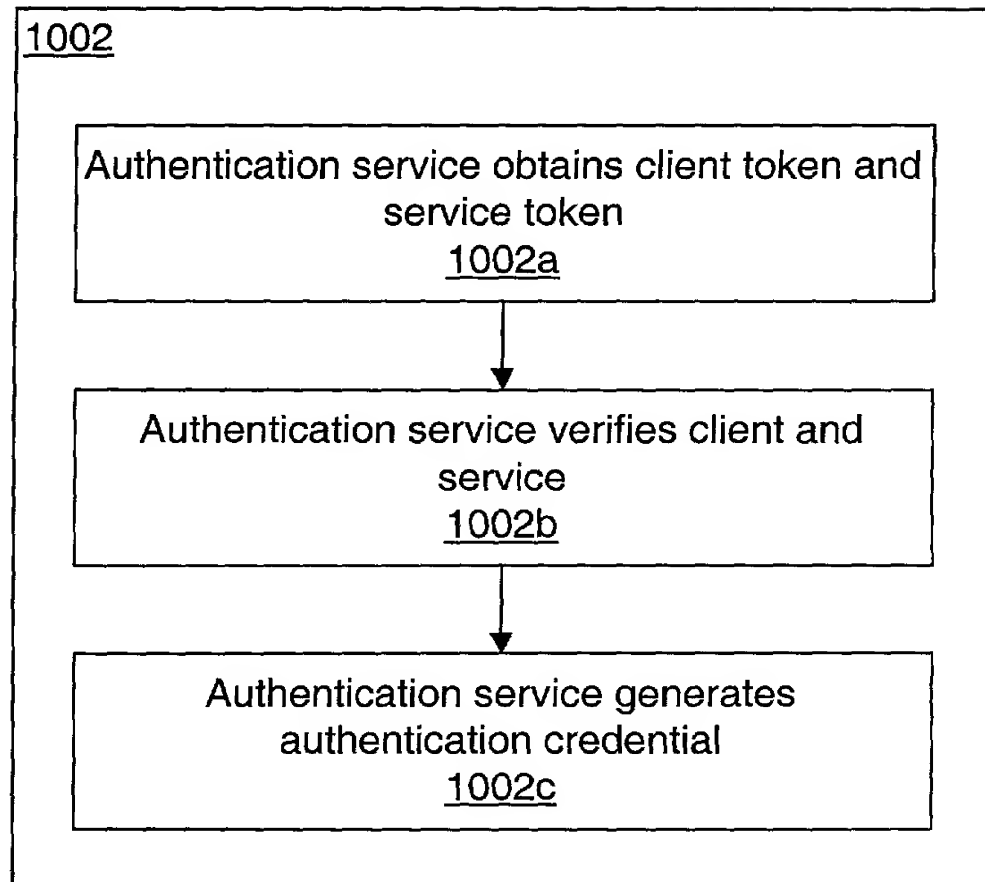 1002
Authentication service obtains client token and
service token
1002a
Authentication service verifies client and
service
1002b
Authentication service generates
authentication credential
1002c